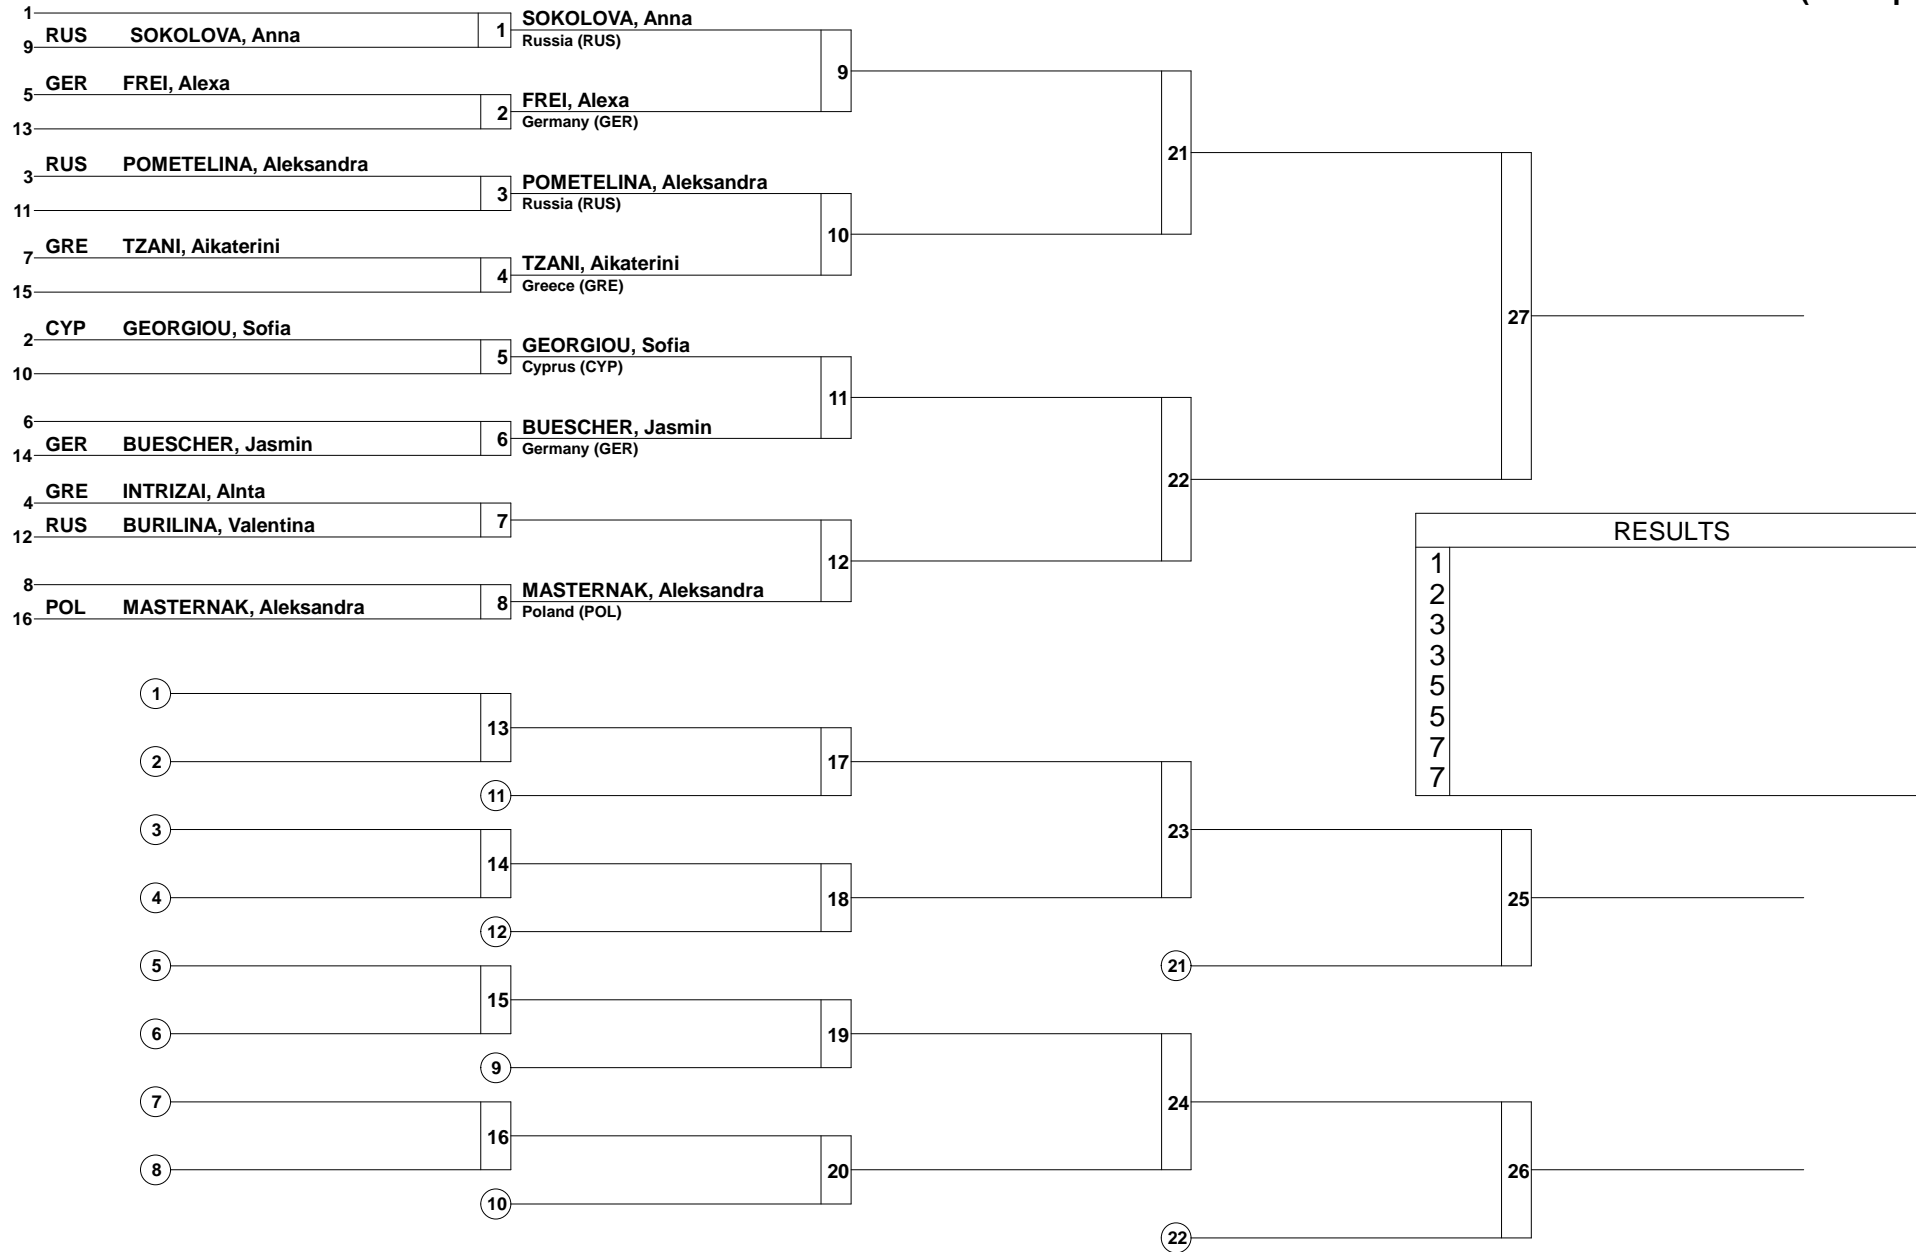 1
9 RUS SOKOLOVA, Anna
1 SOKOLOVA, Anna
Russia (RUS)
5 GER FREI, Alexa
13
2 FREI, Alexa
Germany (GER)
9
3 RUS POMETELINA, Aleksandra
11
3 POMETELINA, Aleksandra
Russia (RUS)
7 GRE TZANI, Aikaterini
15
4 TZANI, Aikaterini
Greece (GRE)
10
21
2 CYP GEORGIOU, Sofia
10
5 GEORGIOU, Sofia
Cyprus (CYP)
6
14 GER BUESCHER, Jasmin
6 BUESCHER, Jasmin
Germany (GER)
11
4 GRE INTRIZAI, AInta
12 RUS BURILINA, Valentina
7
8
16 POL MASTERNAK, Aleksandra
8 MASTERNAK, Aleksandra
Poland (POL)
12
22
27
RESULTS
1
2
3
3
5
5
7
7
1
2
13
11
17
3
4
14
12
18
23
21
25
5
6
15
9
19
7
8
16
10
20
24
22
26